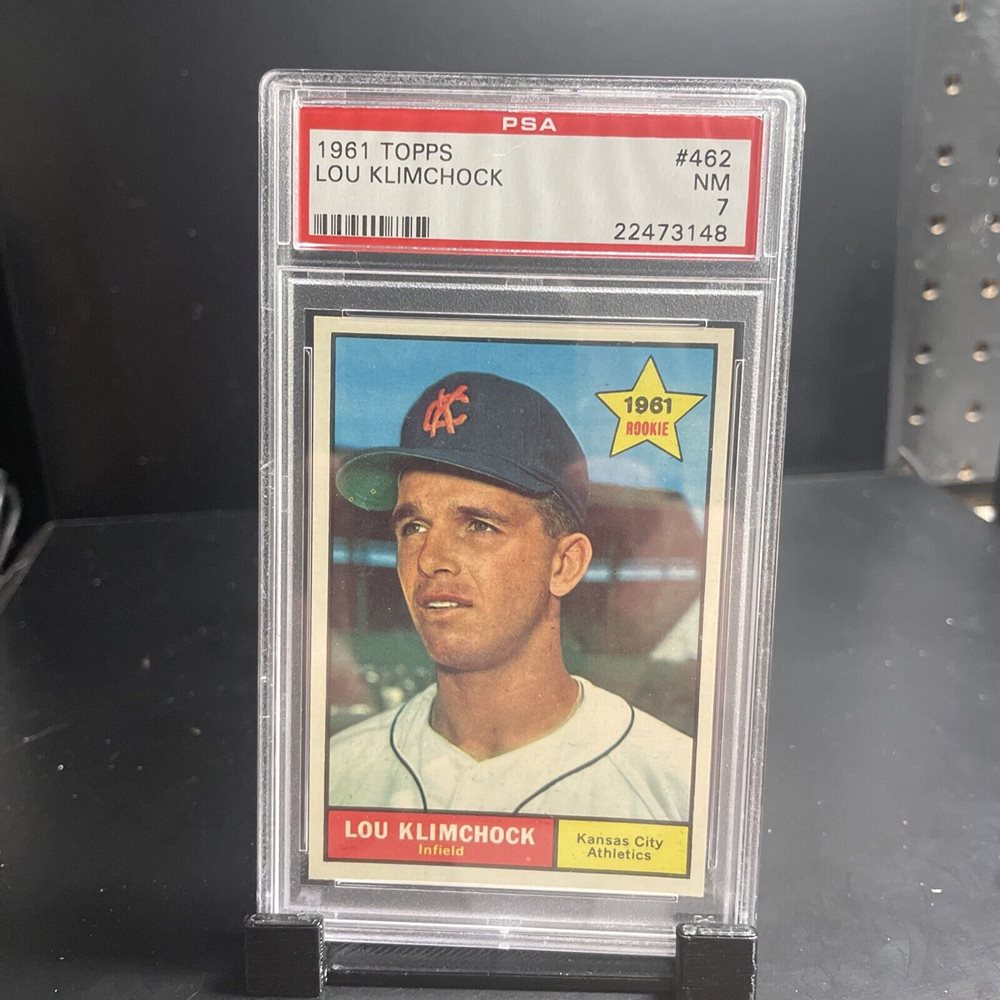 PSA
1961 TOPPS #462
LOU KLIMCHOCK NM
7
22473148
KC
1961
ROOKIE
LOU KLIMCHOCK
Infield
Kansas City
Athletics